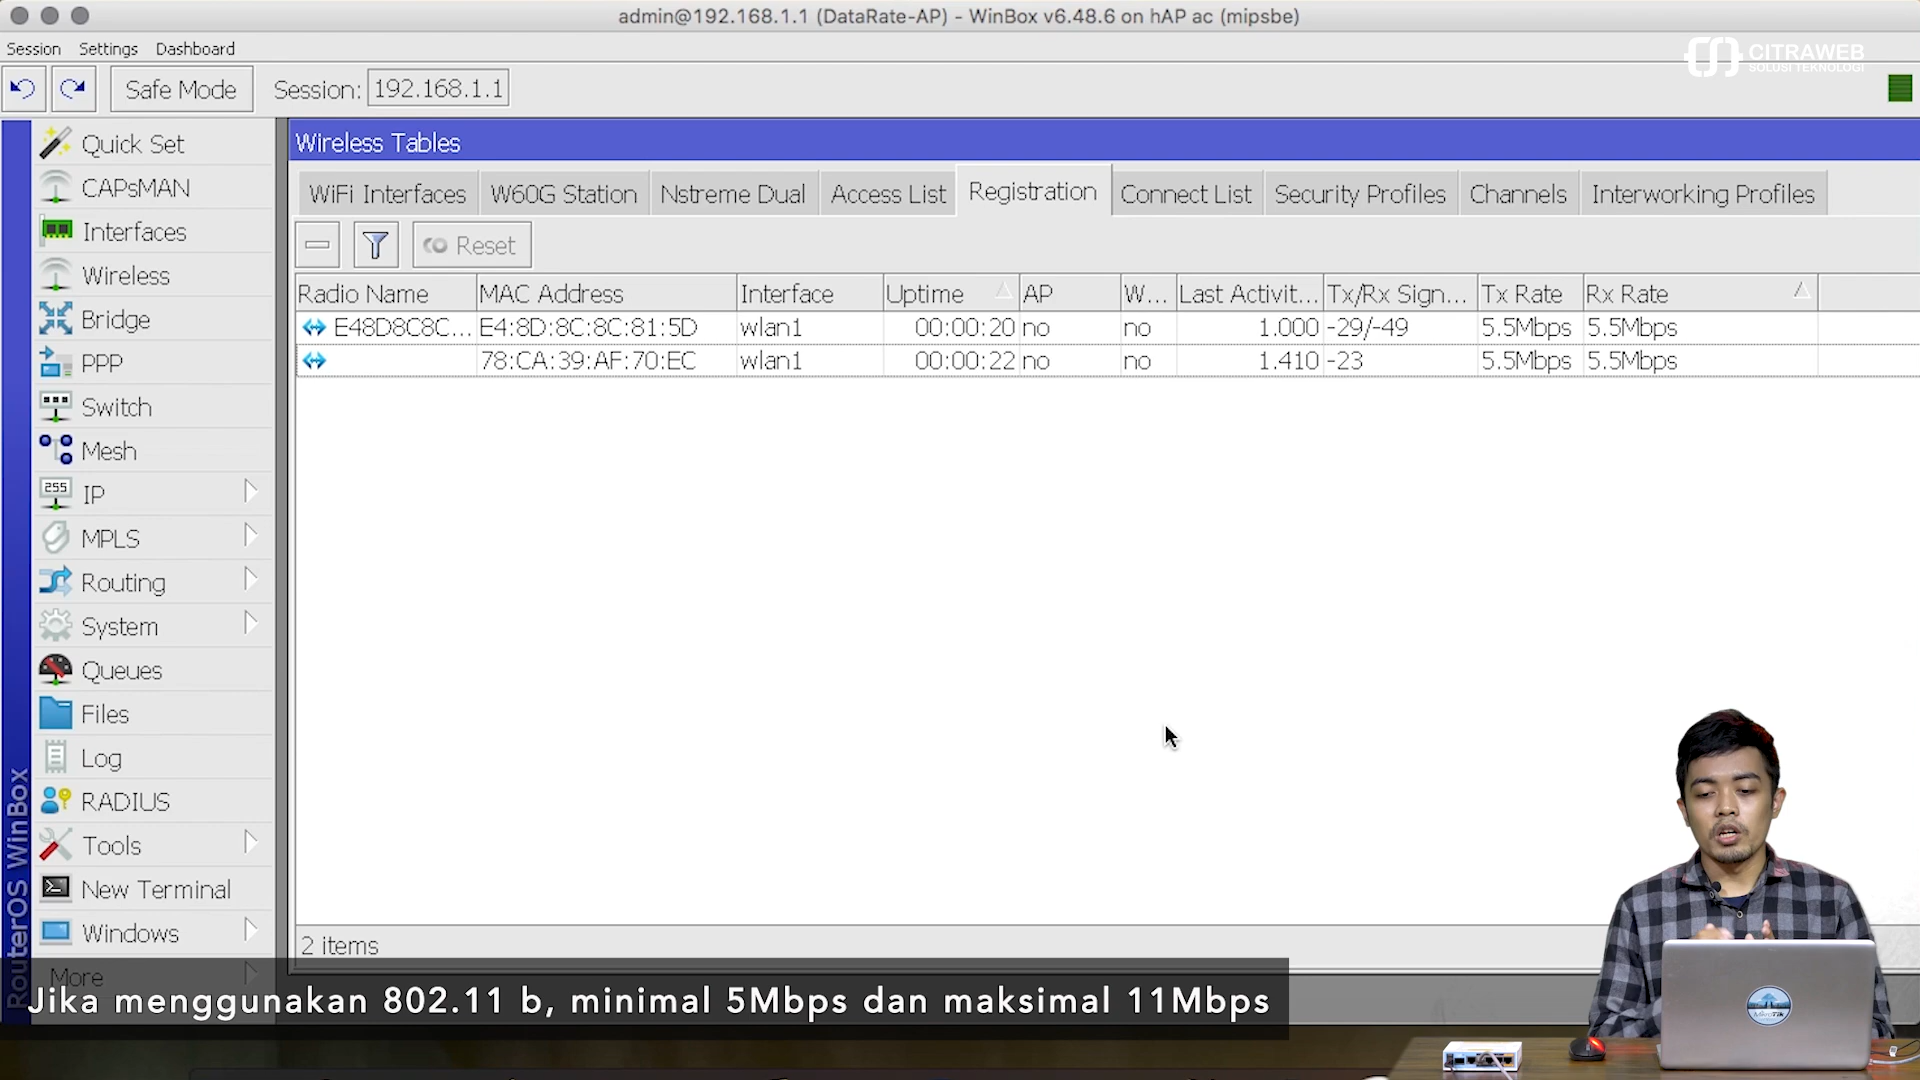 admin@192.168.1.1 (DataRate-AP) - WinBox v6.48.6 on hAP ac (mipsbe)
Session Settings Dashboard
CITRAWEB
SOLUSI TEKNOLOGI
Safe Mode Session: 192.168.1.1
Quick Set
CAPsMAN
Interfaces
Wireless
Bridge
PPP
Switch
Mesh
255
IP
MPLS
Routing
System
Queues
Files
Log
RADIUS
Tools
New Terminal
Windows
More
RouterOS WinBox
Wireless Tables
WiFi Interfaces W60G Station Nstreme Dual Access List Registration Connect List Security Profiles Channels Interworking Profiles
Reset
Radio Name MAC Address Interface Uptime AP W... Last Activit... Tx/Rx Sign... Tx Rate Rx Rate
E48D8C8C... E4:8D:8C:8C:81:5D wlan1 00:00:20 no no 1.000 -29/-49 5.5Mbps 5.5Mbps
78:CA:39:AF:70:EC wlan1 00:00:22 no no 1.410 -23 5.5Mbps 5.5Mbps
2 items
Jika menggunakan 802.11 b, minimal 5Mbps dan maksimal 11Mbps
MikroTik